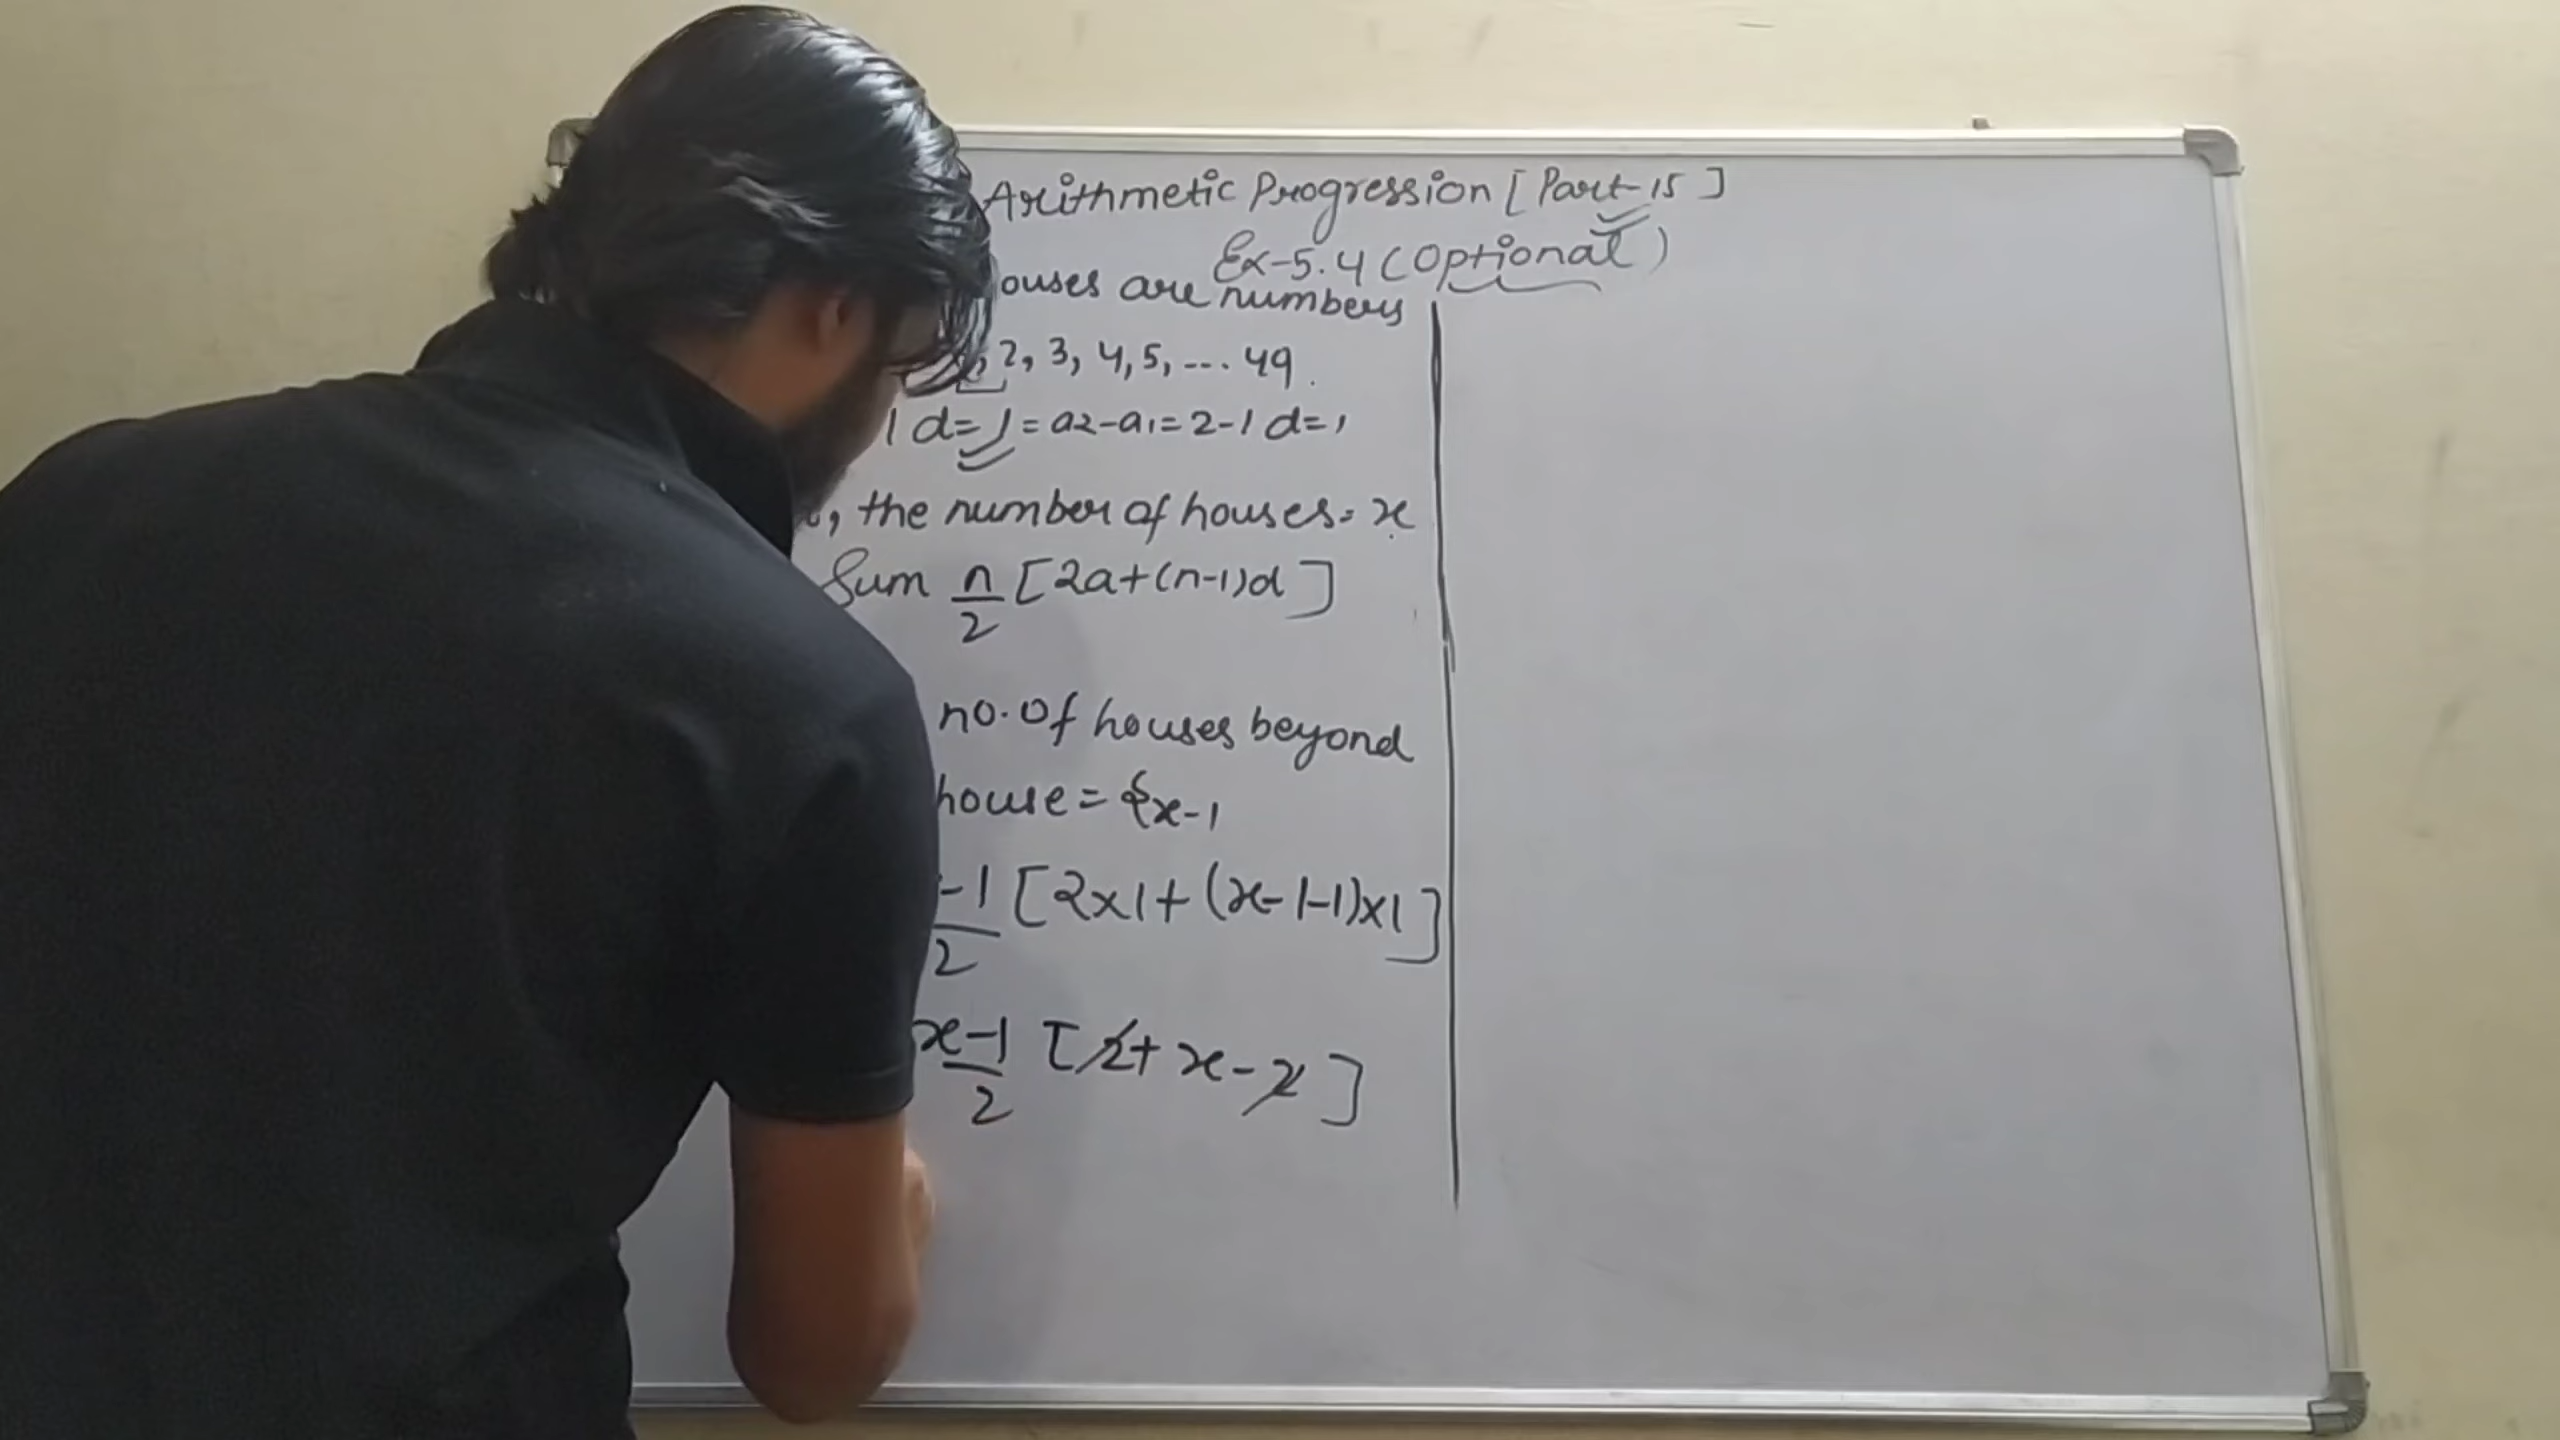 Arithmetic Progression [Part-15]
Ex-5.4 (Optional)
ouses are numbers
, 2, 3, 4, 5, --- 49.
1 d=1 = a2-a1 = 2-1 d=1
, the number of houses = x
Sum n/2 [2a+(n-1)d]
no. of houses beyond
house = {x-1
-1/2 [2x1+(x-1-1)x1]
x-1/2 [2+x-2]